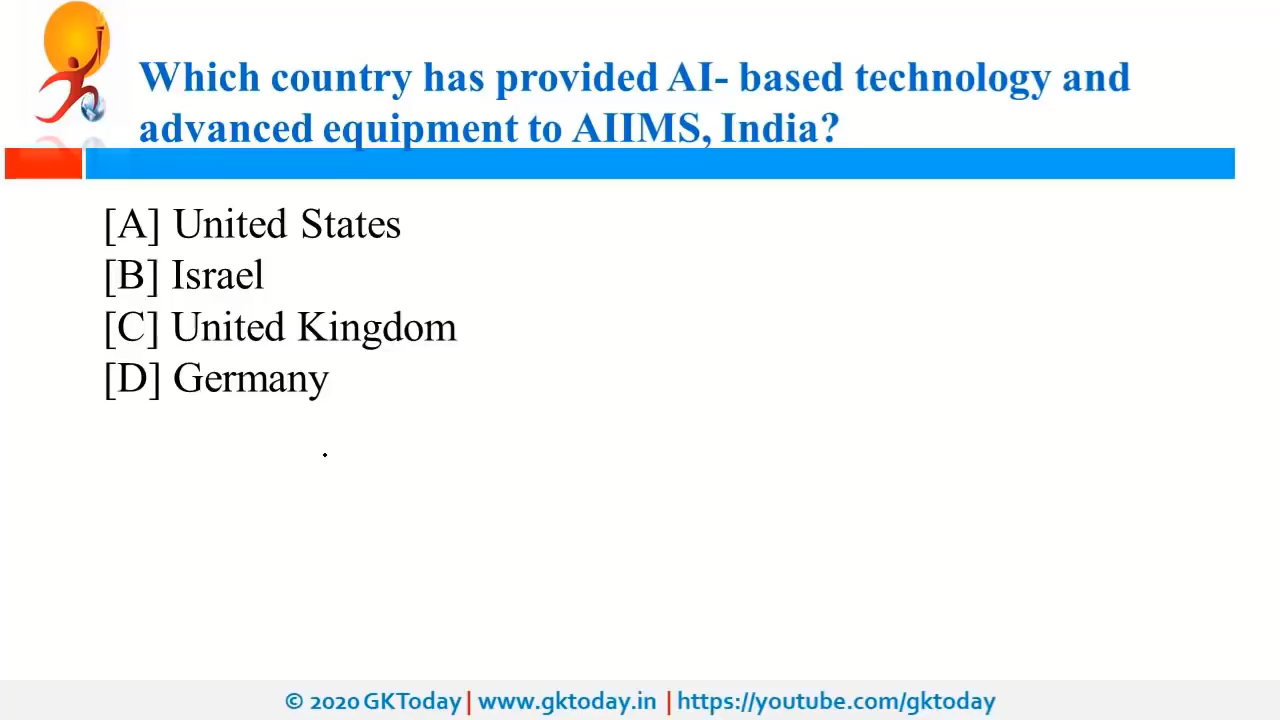 Which country has provided AI- based technology and
advanced equipment to AIIMS, India?
[A] United States
[B] Israel
[C] United Kingdom
[D] Germany
© 2020 GKToday | www.gktoday.in | https://youtube.com/gktoday